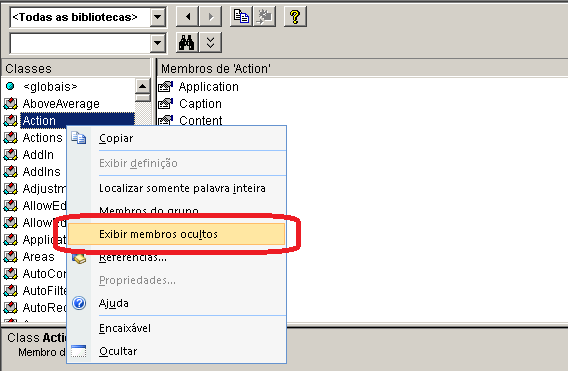 <Todas as bibliotecas>
Classes
Membros de 'Action'
<globais>
AboveAverage
Action
Actions
AddIn
AddIns
Adjustm
AllowEd
AllowEd
Applicat
Areas
AutoCor
AutoFilte
AutoRec
Application
Caption
Content
Copiar
Exibir definição
Localizar somente palavra inteira
Membros do grupo
Exibir membros ocultos
Referências...
Propriedades...
Ajuda
Encaixável
Ocultar
Class Actio
Membro d